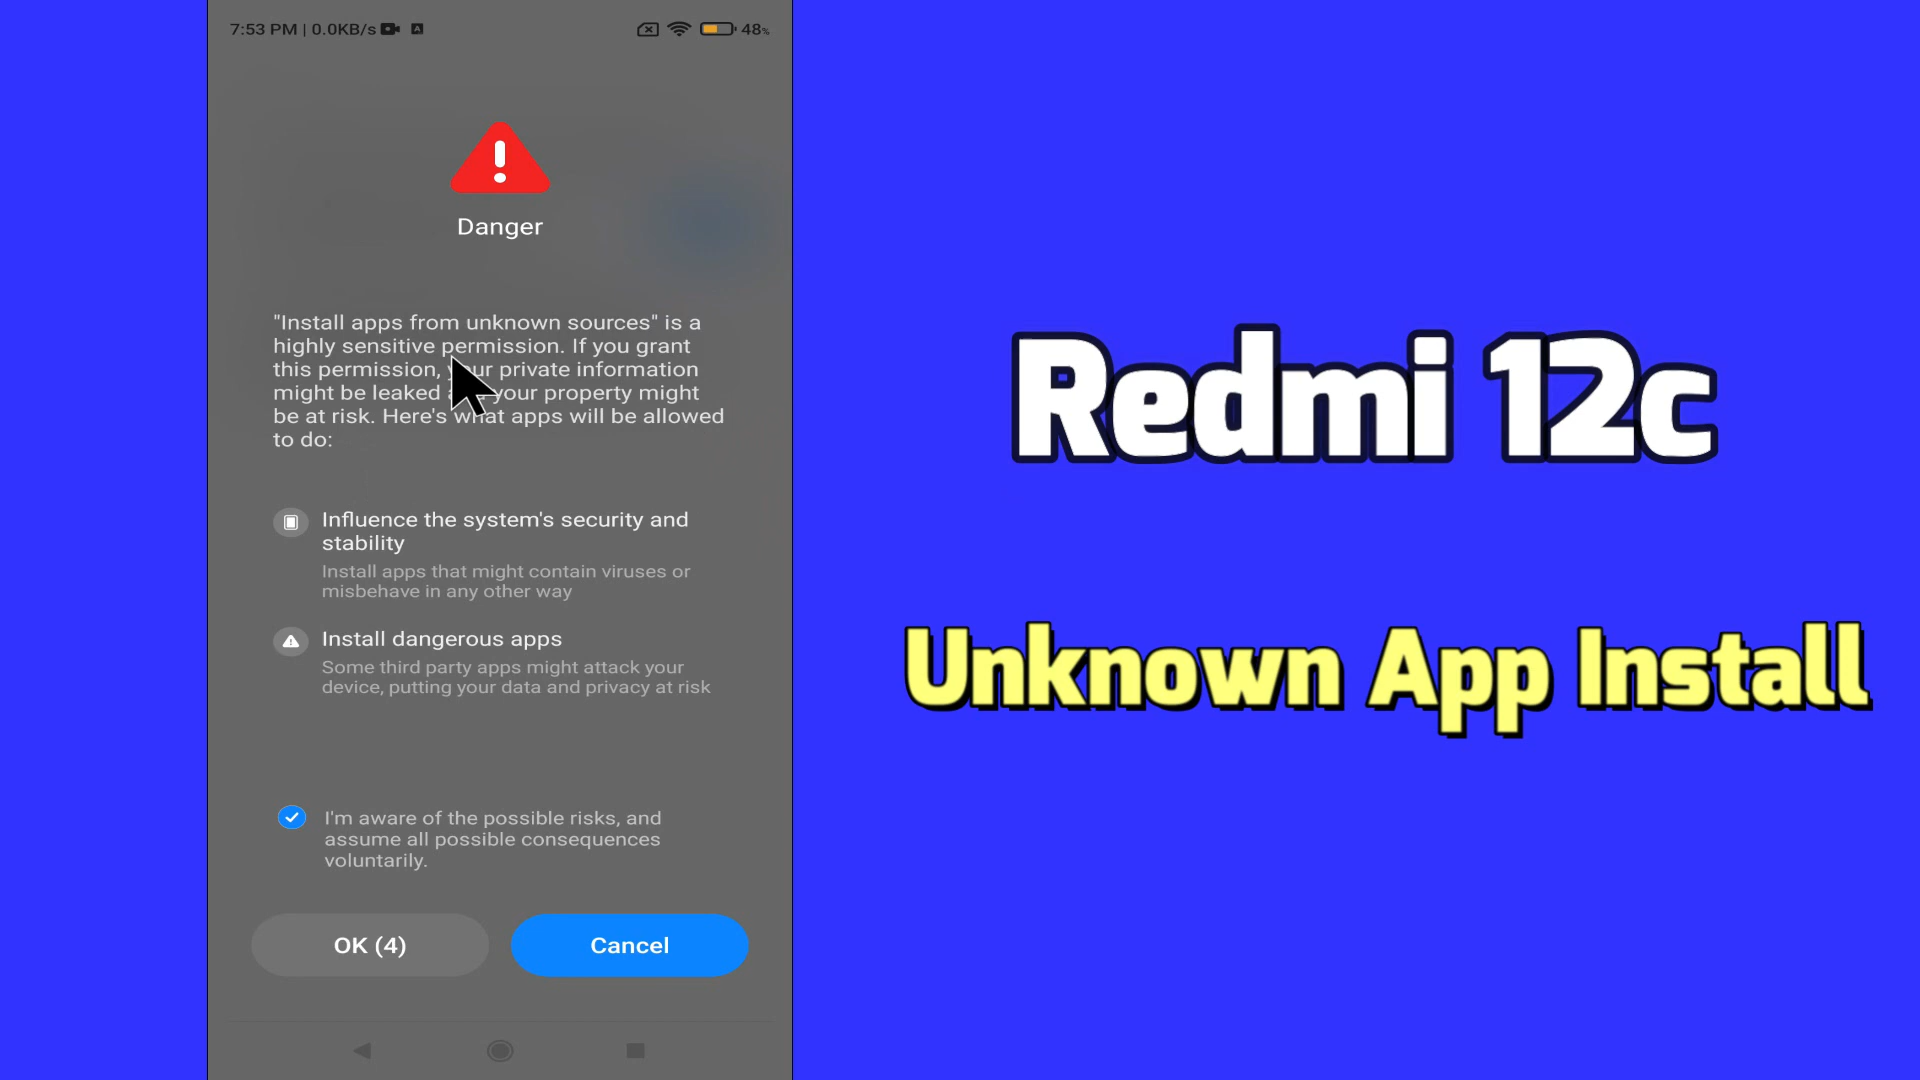 7:53 PM | 0.0KB/s A 48%
Danger
"Install apps from unknown sources" is a
highly sensitive permission. If you grant
this permission, your private information
might be leaked your property might
be at risk. Here's what apps will be allowed
to do:
Influence the system's security and
stability
Install apps that might contain viruses or
misbehave in any other way
Install dangerous apps
Some third party apps might attack your
device, putting your data and privacy at risk
I'm aware of the possible risks, and
assume all possible consequences
voluntarily.
OK (4) Cancel
Redmi 12c
Unknown App Install